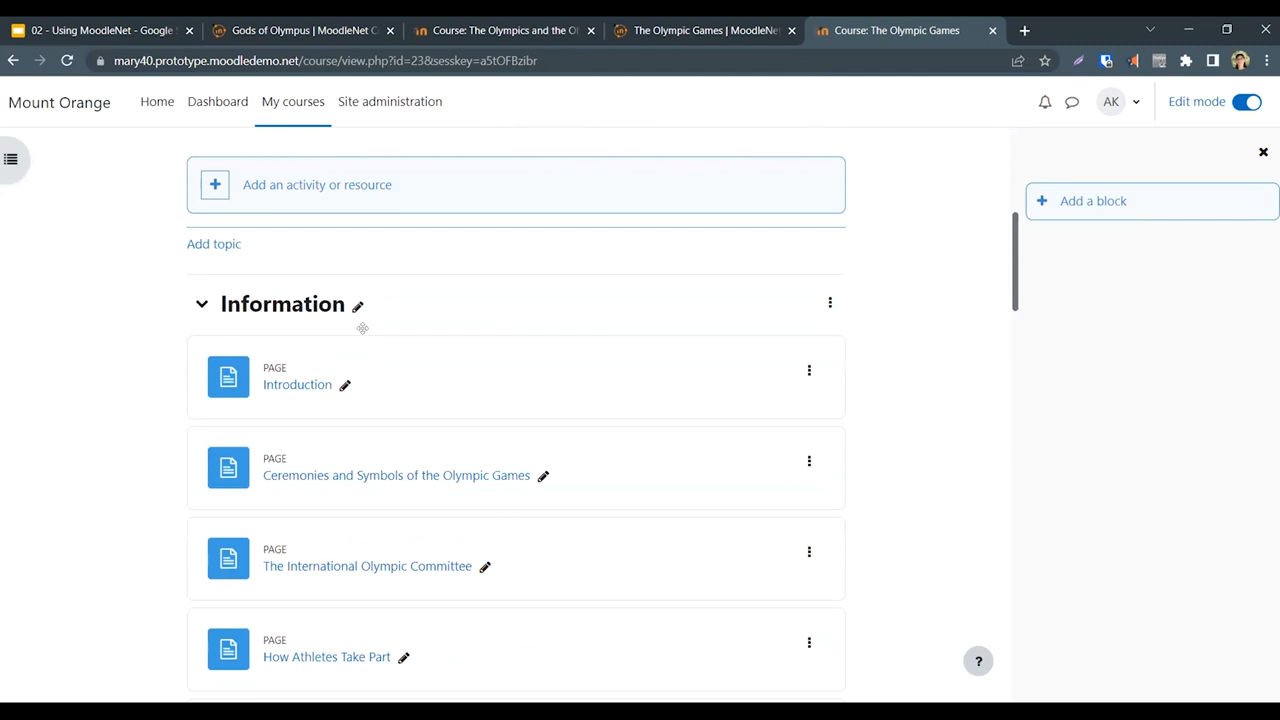 02 - Using MoodleNet - Google
Gods of Olympus | MoodleNet C
Course: The Olympics and the O
The Olympic Games | MoodleNet
Course: The Olympic Games
mary40.prototype.moodledemo.net/course/view.php?id=23&sesskey=a5tOFBzibr
Mount Orange
Home
Dashboard
My courses
Site administration
AK
Edit mode
Add an activity or resource
Add a block
Add topic
Information
PAGE
Introduction
PAGE
Ceremonies and Symbols of the Olympic Games
PAGE
The International Olympic Committee
PAGE
How Athletes Take Part
?